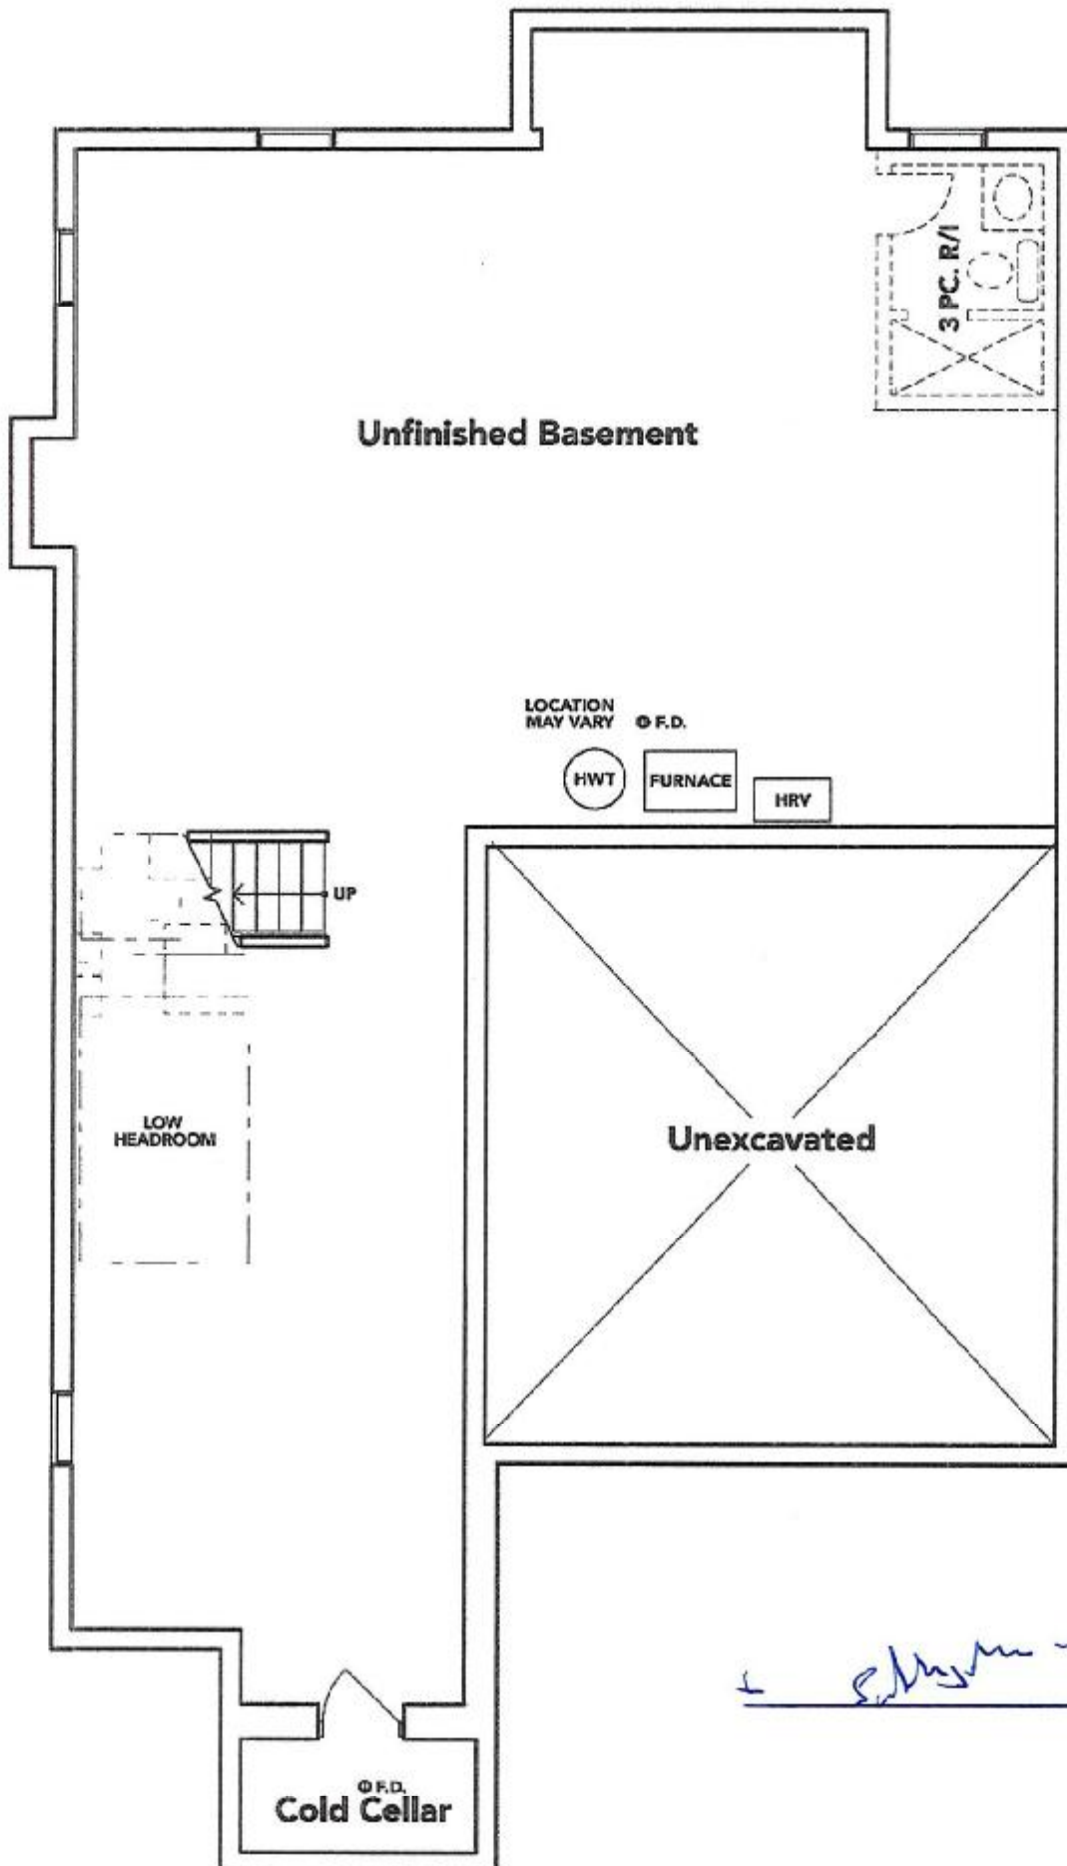 3 PC. R/I
Unfinished Basement
LOCATION
MAY VARY
F.D.
HWT
FURNACE
HRV
UP
LOW
HEADROOM
Unexcavated
F.D.
Cold Cellar